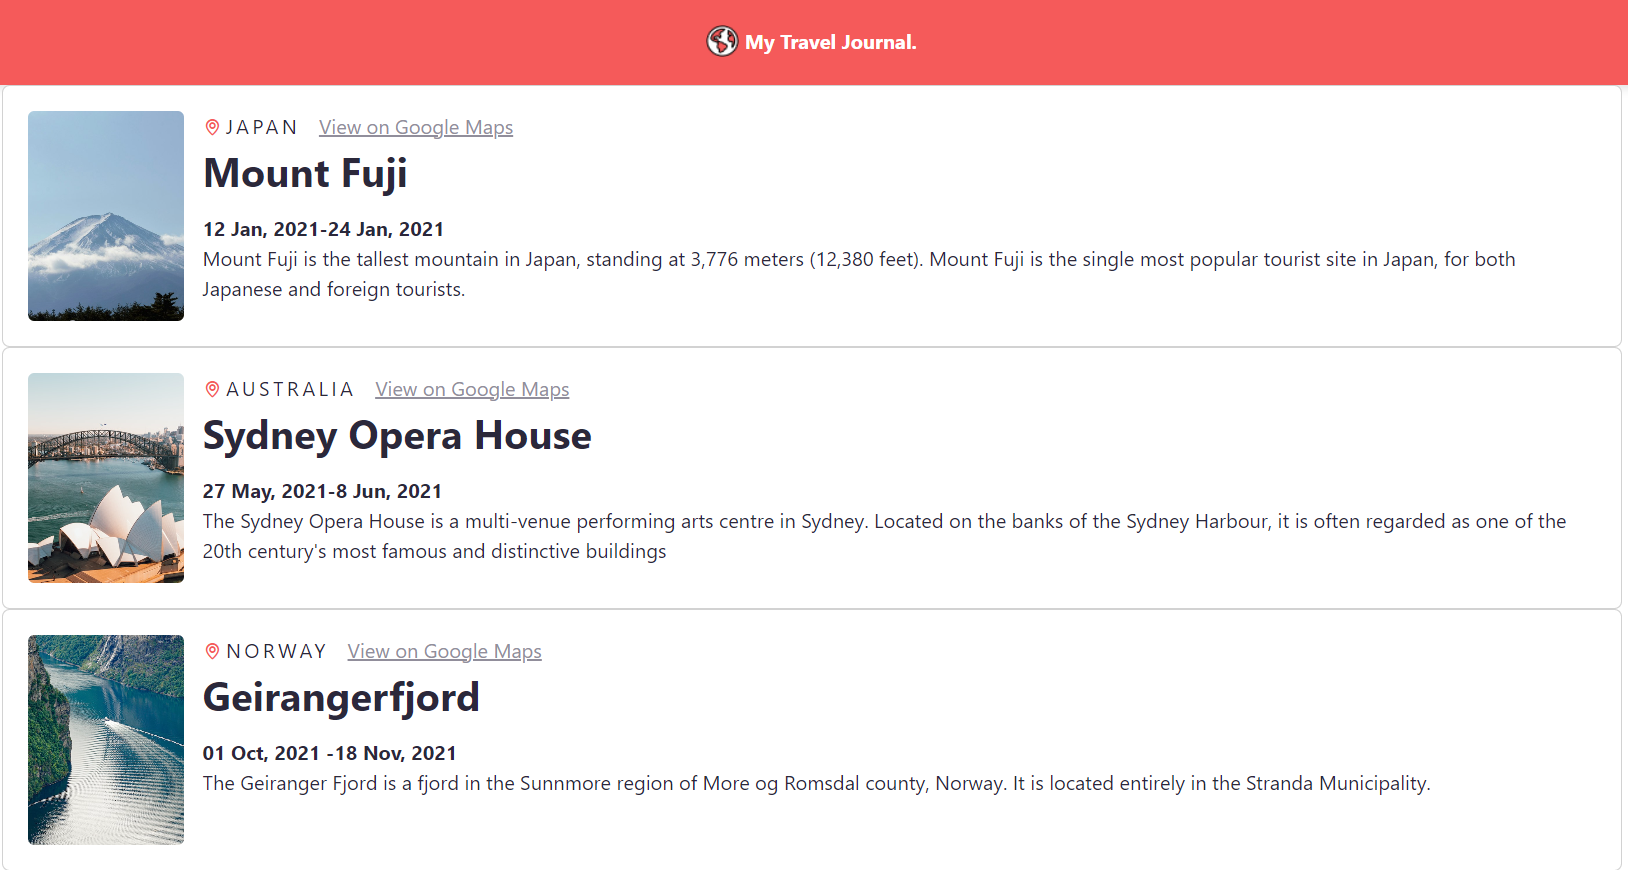 My Travel Journal.
JAPAN View on Google Maps
Mount Fuji
12 Jan, 2021-24 Jan, 2021
Mount Fuji is the tallest mountain in Japan, standing at 3,776 meters (12,380 feet). Mount Fuji is the single most popular tourist site in Japan, for both
Japanese and foreign tourists.
AUSTRALIA View on Google Maps
Sydney Opera House
27 May, 2021-8 Jun, 2021
The Sydney Opera House is a multi-venue performing arts centre in Sydney. Located on the banks of the Sydney Harbour, it is often regarded as one of the
20th century's most famous and distinctive buildings
NORWAY View on Google Maps
Geirangerfjord
01 Oct, 2021 -18 Nov, 2021
The Geiranger Fjord is a fjord in the Sunnmore region of More og Romsdal county, Norway. It is located entirely in the Stranda Municipality.